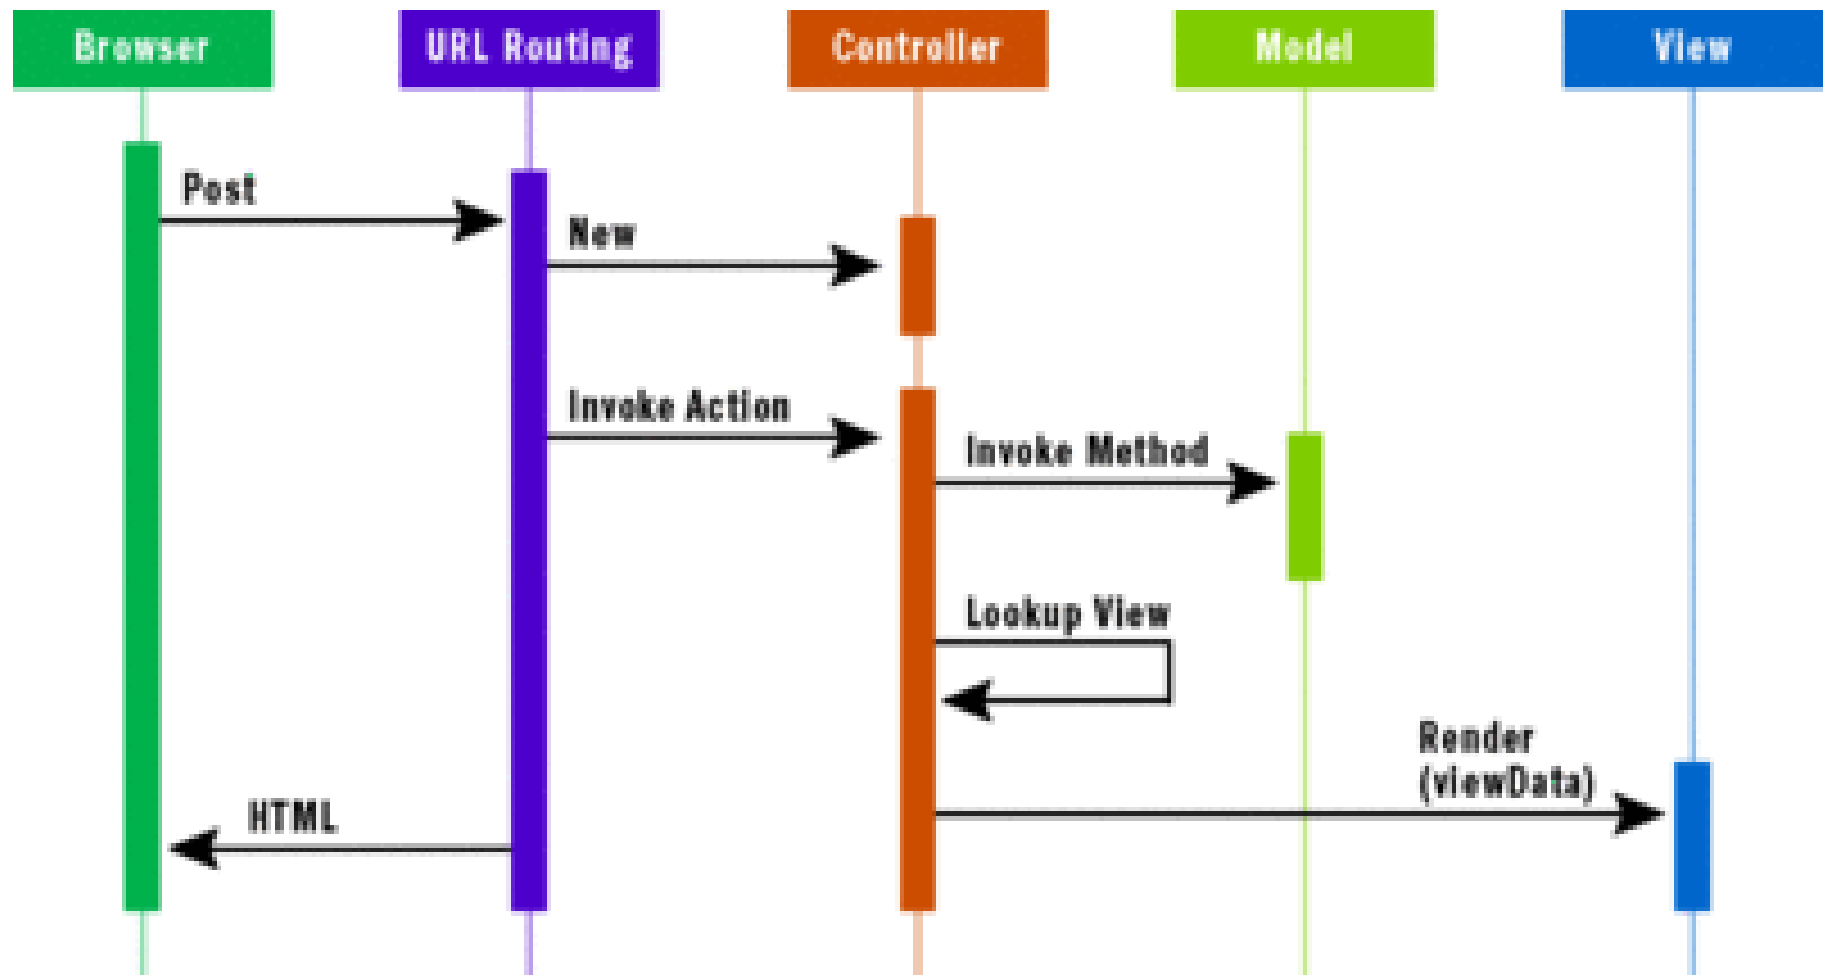 Browser
URL Routing
Controller
Model
View
Post
New
Invoke Action
Invoke Method
Lookup View
Render
(viewData)
HTML